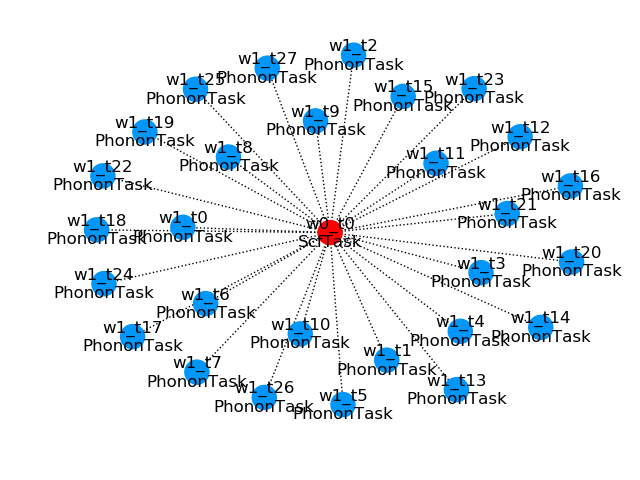 w1_t2
PhononTask
w1_t27
PhononTask
w1_t25
PhononTask
w1_t15
PhononTask
w1_t23
PhononTask
w1_t9
PhononTask
w1_t19
PhononTask
w1_t12
PhononTask
w1_t8
PhononTask
w1_t11
PhononTask
w1_t22
PhononTask
w1_t16
PhononTask
w1_t21
PhononTask
w1_t18
PhononTask
w1_t0
PhononTask
w0_t0
ScfTask
w1_t20
PhononTask
w1_t3
PhononTask
w1_t24
PhononTask
w1_t6
PhononTask
w1_t17
PhononTask
w1_t10
PhononTask
w1_t4
PhononTask
w1_t14
PhononTask
w1_t7
PhononTask
w1_t1
PhononTask
w1_t26
PhononTask
w1_t5
PhononTask
w1_t13
PhononTask